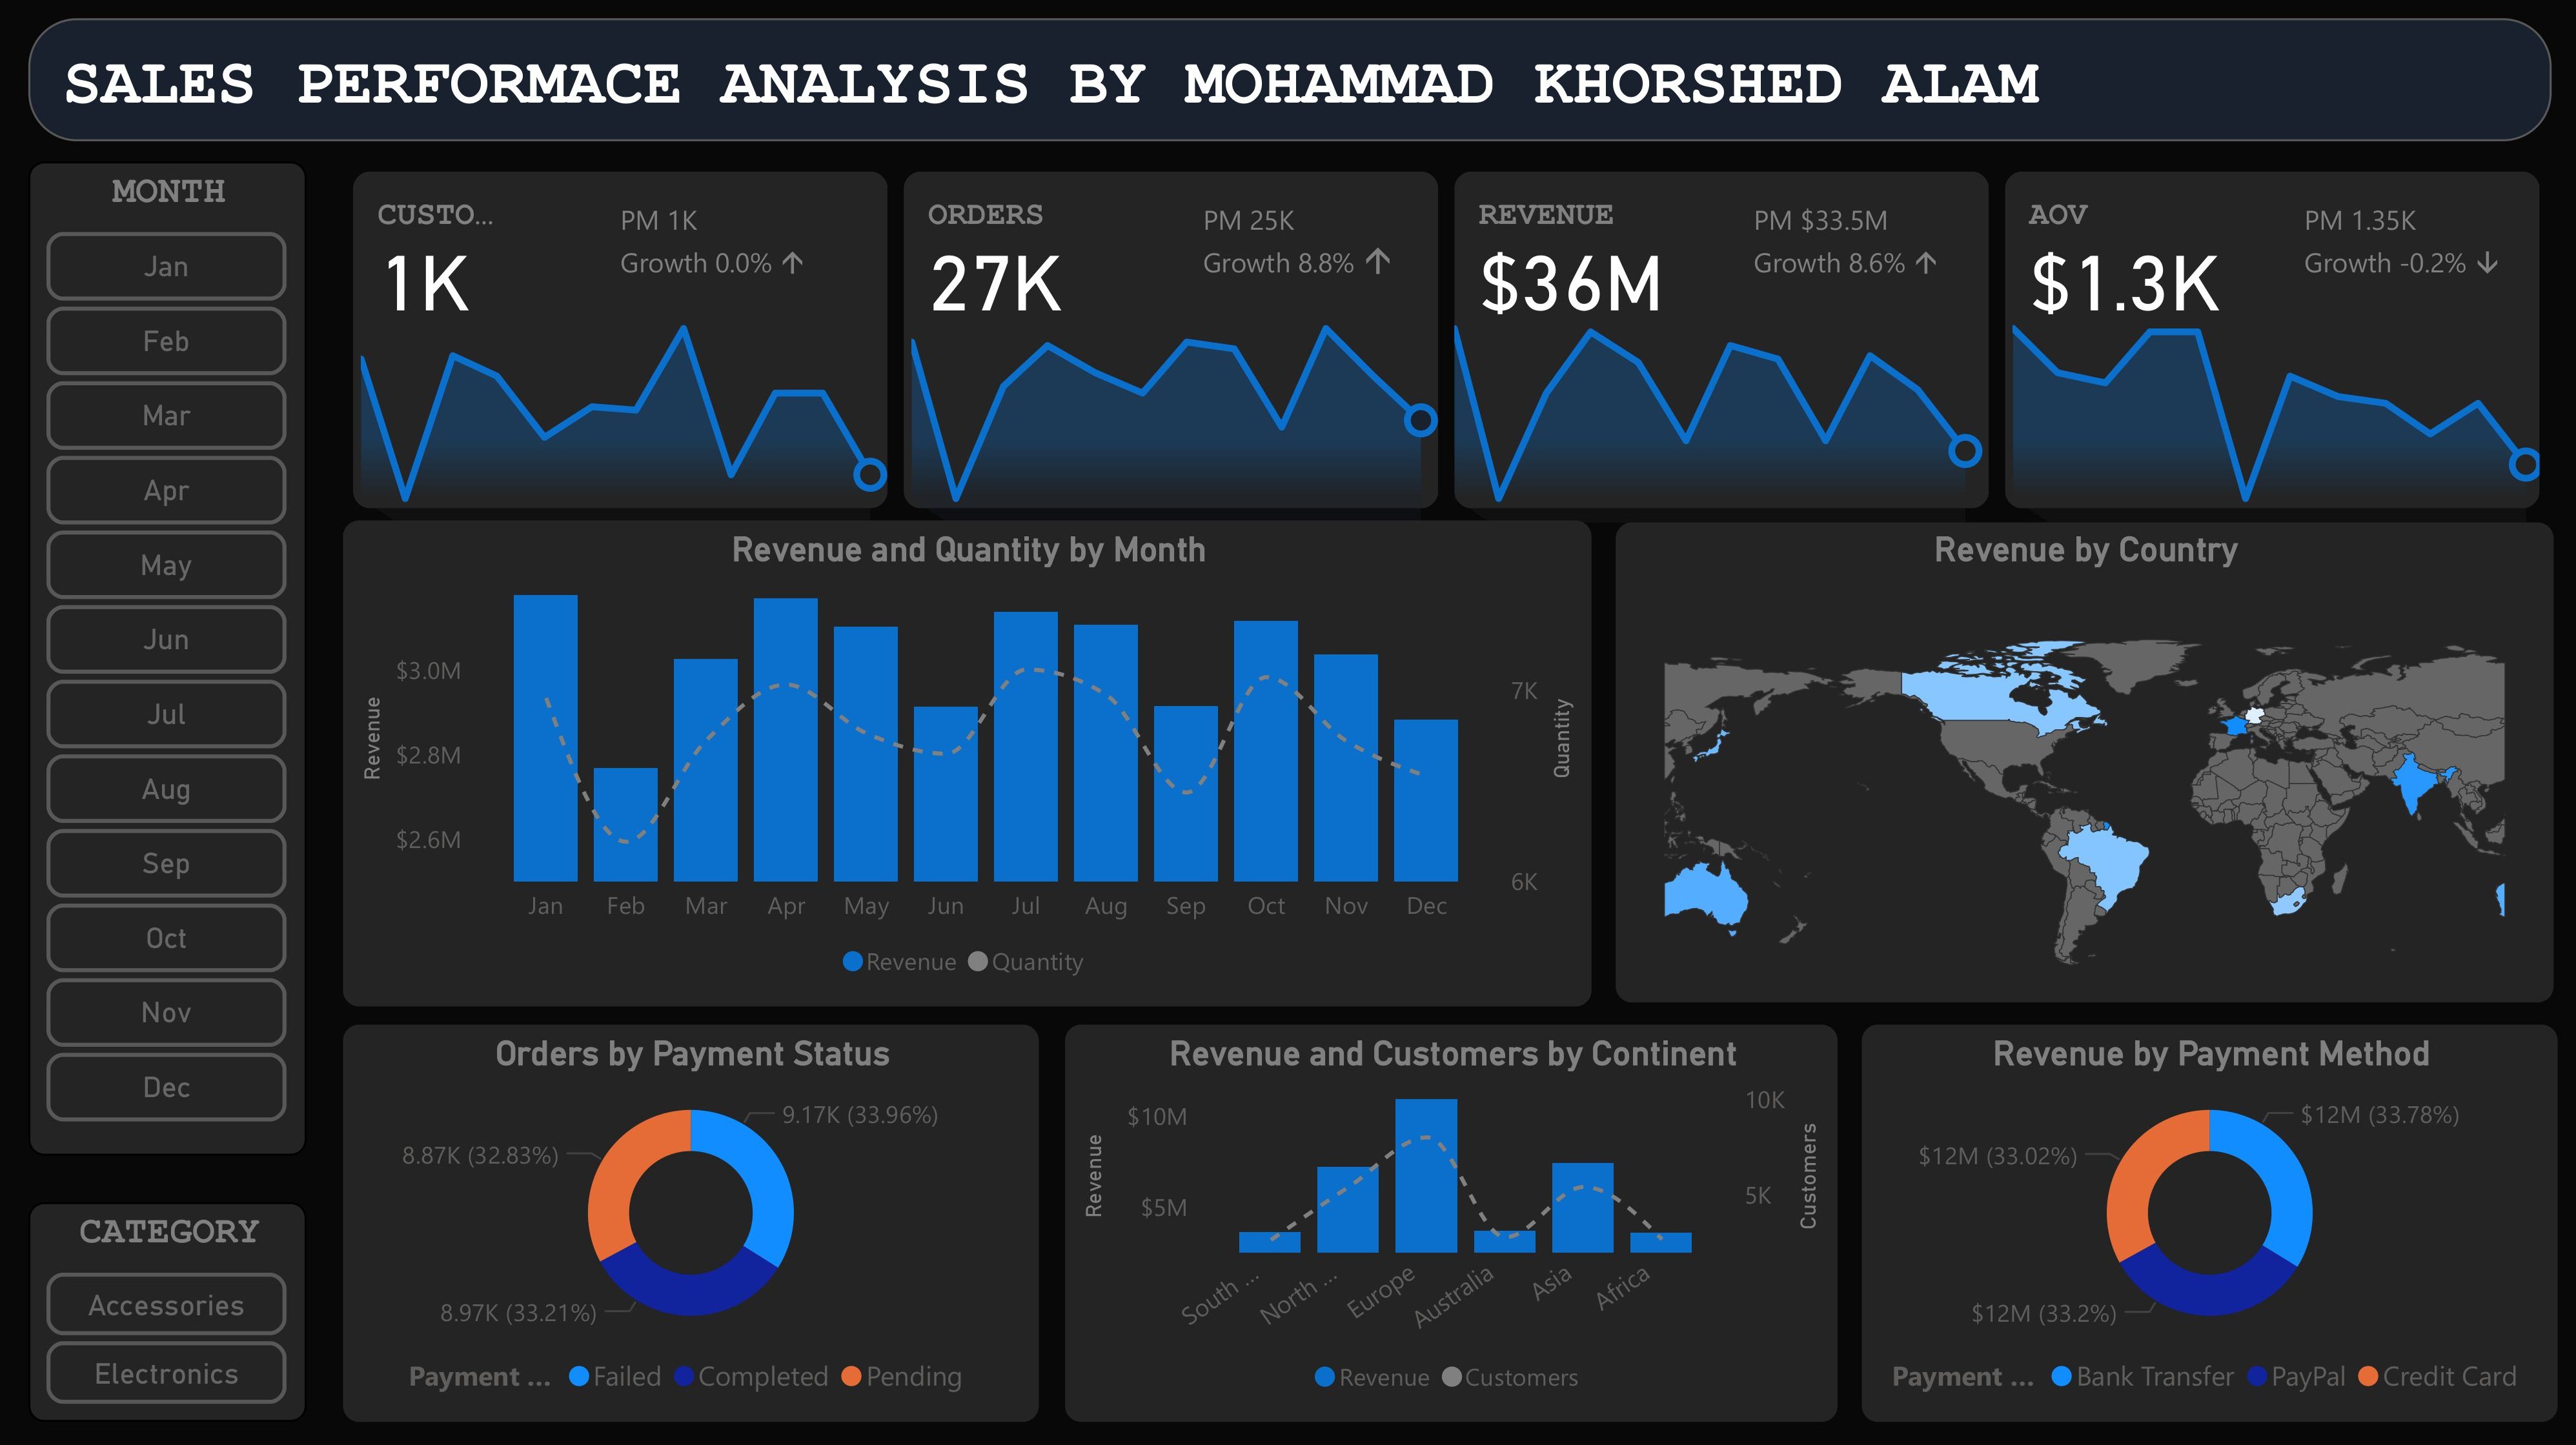 SALES PERFORMACE ANALYSIS BY MOHAMMAD KHORSHED ALAM
MONTH
Jan
Feb
Mar
Apr
May
Jun
Jul
Aug
Sep
Oct
Nov
Dec
CATEGORY
Accessories
Electronics
CUSTO...
1K
PM 1K
Growth 0.0% ↑
ORDERS
27K
PM 25K
Growth 8.8% ↑
REVENUE
$36M
PM $33.5M
Growth 8.6% ↑
AOV
$1.3K
PM 1.35K
Growth -0.2% ↓
Revenue and Quantity by Month
Revenue
$3.0M
$2.8M
$2.6M
7K
6K
Quantity
Jan Feb Mar Apr May Jun Jul Aug Sep Oct Nov Dec
Revenue Quantity
Revenue by Country
Orders by Payment Status
9.17K (33.96%)
8.87K (32.83%)
8.97K (33.21%)
Payment ... Failed Completed Pending
Revenue and Customers by Continent
Revenue
$10M
$5M
10K
5K
Customers
South ... North ... Europe Australia Asia Africa
Revenue Customers
Revenue by Payment Method
$12M (33.78%)
$12M (33.02%)
$12M (33.2%)
Payment ... Bank Transfer PayPal Credit Card